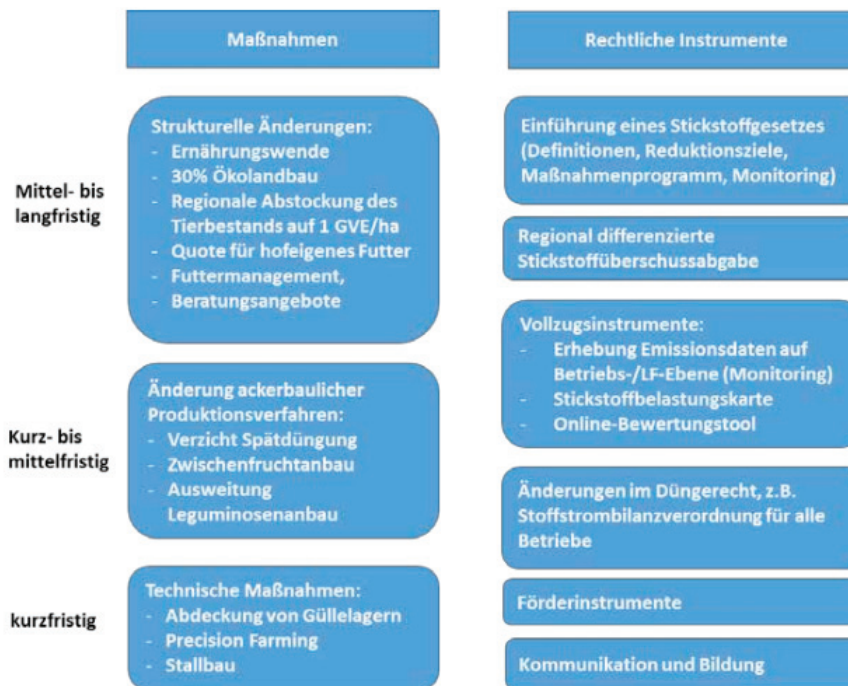 Maßnahmen
Rechtliche Instrumente
Mittel- bis
langfristig
Strukturelle Änderungen:
- Ernährungswende
- 30% Ökolandbau
- Regionale Abstockung des
Tierbestands auf 1 GVE/ha
- Quote für hofeigenes Futter
- Futtermanagement,
- Beratungsangebote
Einführung eines Stickstoffgesetzes
(Definitionen, Reduktionsziele,
Maßnahmenprogramm, Monitoring)
Regional differenzierte
Stickstoffüberschussabgabe
Vollzugsinstrumente:
- Erhebung Emissionsdaten auf
Betriebs-/LF-Ebene (Monitoring)
- Stickstoffbelastungskarte
- Online-Bewertungstool
Kurz- bis
mittelfristig
Änderung ackerbaulicher
Produktionsverfahren:
- Verzicht Spätdüngung
- Zwischenfruchtanbau
- Ausweitung
Leguminosenanbau
Änderungen im Düngerecht, z.B.
Stoffstrombilanzverordnung für alle
Betriebe
kurzfristig
Technische Maßnahmen:
- Abdeckung von Güllelagern
- Precision Farming
- Stallbau
Förderinstrumente
Kommunikation und Bildung